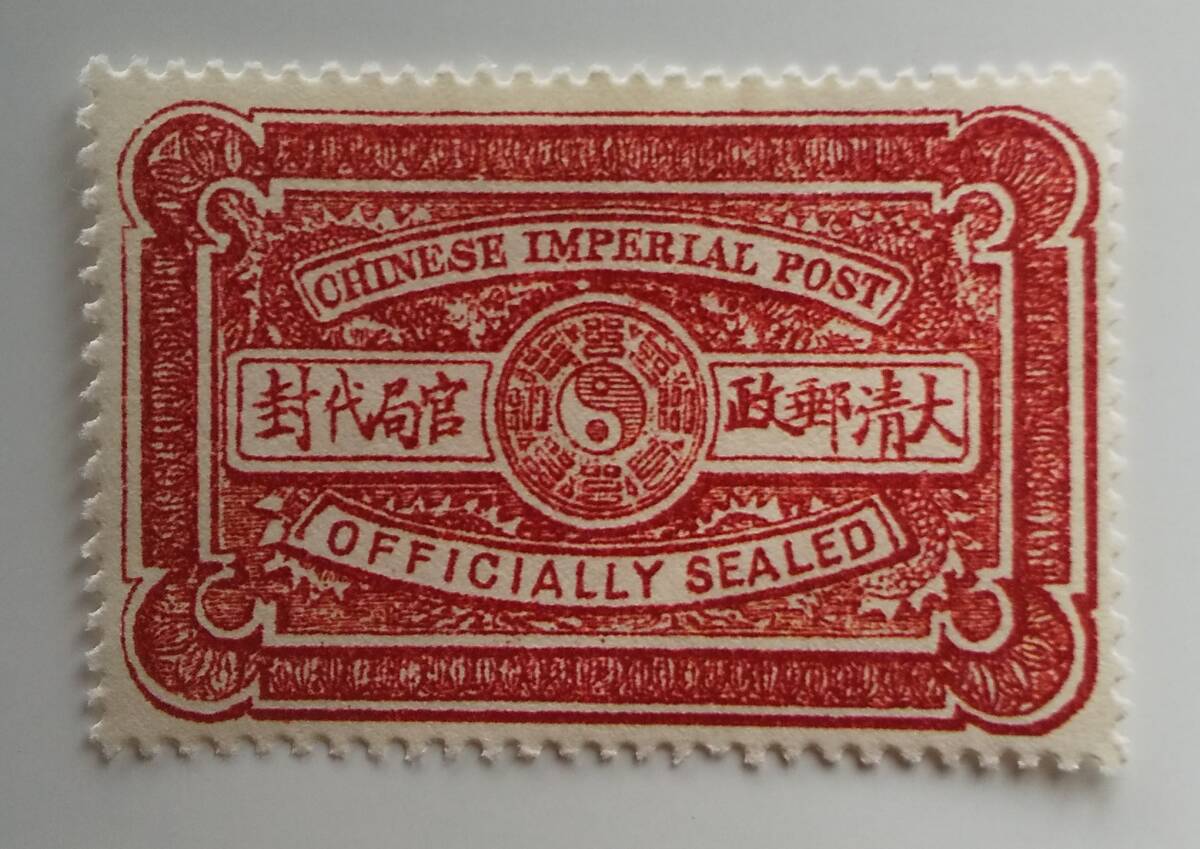 CHINESE IMPERIAL POST
大清郵政
官局代封
OFFICIALLY SEALED